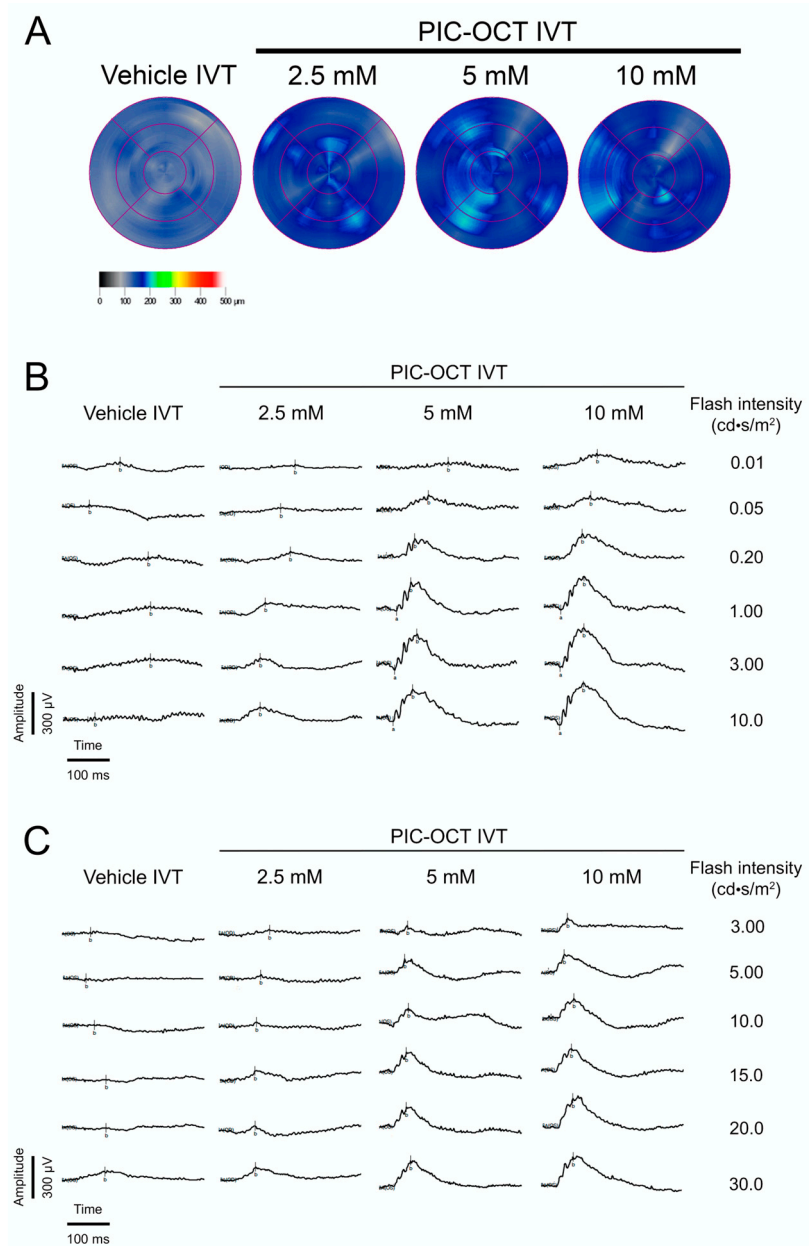 A
PIC-OCT IVT
Vehicle IVT 2.5 mM 5 mM 10 mM
0 100 200 300 400 500 µm
B
PIC-OCT IVT
Vehicle IVT 2.5 mM 5 mM 10 mM Flash intensity
(cd•s/m²)
b b b b 0.01
b b b b 0.05
b b b b 0.20
b b a b a b 1.00
b b a b a b 3.00
b b a b a b 10.0
Amplitude
300 µV
Time
100 ms
C
PIC-OCT IVT
Vehicle IVT 2.5 mM 5 mM 10 mM Flash intensity
(cd•s/m²)
b b b b 3.00
b b b b 5.00
b b b b 10.0
b b b b 15.0
b b b b 20.0
b b b b 30.0
Amplitude
300 µV
Time
100 ms